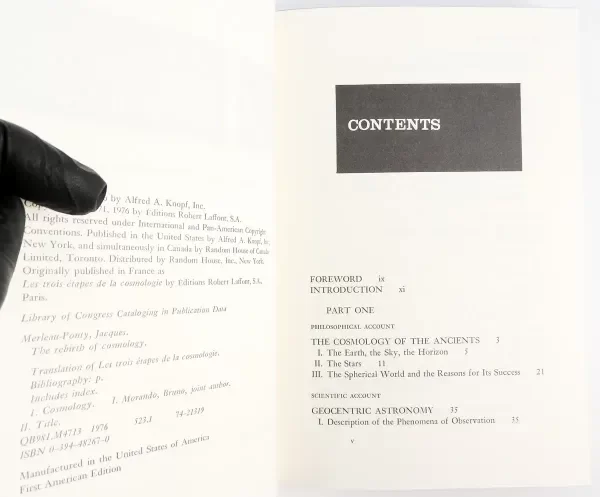 by Alfred A. Knopf, Inc.
1976 by Editions Robert Laffont, S.A.
All rights reserved under International and Pan-American Copyright
Conventions. Published in the United States by Alfred A. Knopf, Inc.
New York, and simultaneously in Canada by Random House of Canada
Limited, Toronto. Distributed by Random House, Inc., New York.
Originally published in France as
Les trois étapes de la cosmologie by Editions Robert Laffont, S.A.
Paris.
Library of Congress Cataloging in Publication Data
Merleau-Ponty, Jacques.
The rebirth of cosmology.
Translation of Les trois étapes de la cosmologie.
Bibliography: p.
Includes index.
1. Cosmology. I. Morando, Bruno, joint author.
II. Title.
QB981.M4713 1976 523.1 74-21319
ISBN 0-394-48267-0
Manufactured in the United States of America
First American Edition
CONTENTS
FOREWORD ix
INTRODUCTION xi
PART ONE
PHILOSOPHICAL ACCOUNT
THE COSMOLOGY OF THE ANCIENTS 3
I. The Earth, the Sky, the Horizon 5
II. The Stars 11
III. The Spherical World and the Reasons for Its Success 21
SCIENTIFIC ACCOUNT
GEOCENTRIC ASTRONOMY 35
I. Description of the Phenomena of Observation 35
v